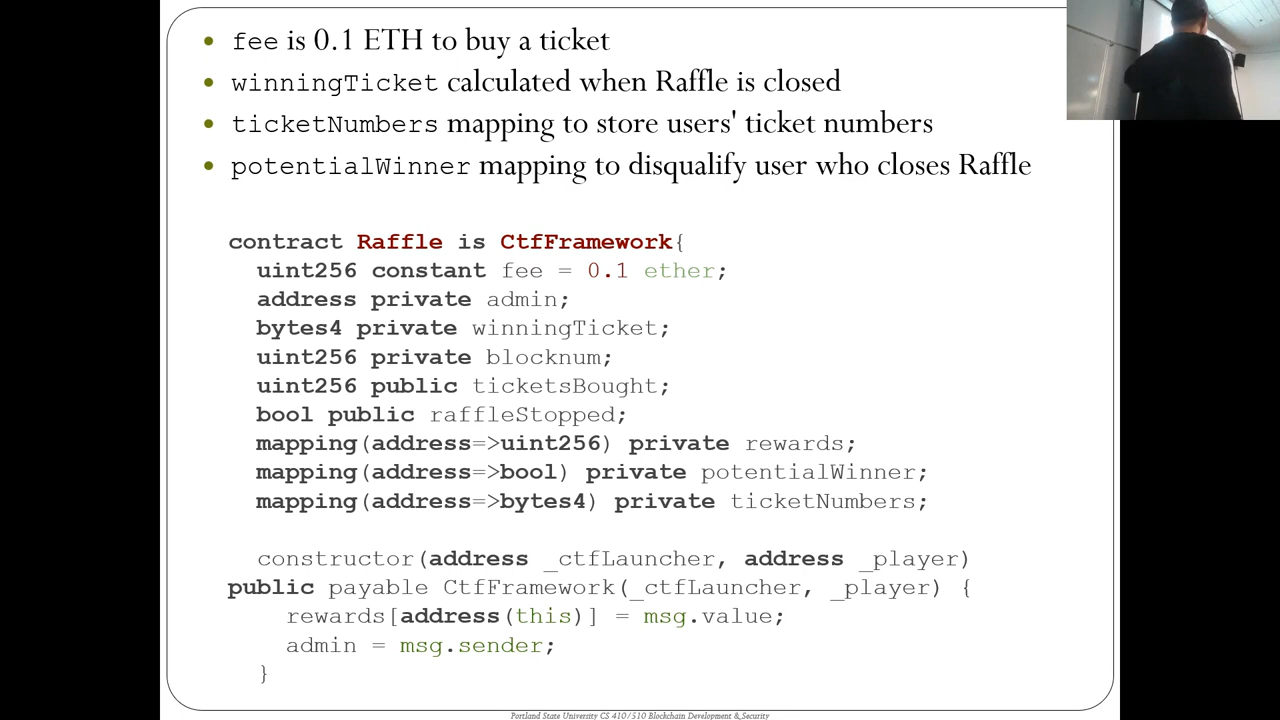 • fee is 0.1 ETH to buy a ticket
• winningTicket calculated when Raffle is closed
• ticketNumbers mapping to store users' ticket numbers
• potentialWinner mapping to disqualify user who closes Raffle
contract Raffle is CtfFramework{
uint256 constant fee = 0.1 ether;
address private admin;
bytes4 private winningTicket;
uint256 private blocknum;
uint256 public ticketsBought;
bool public raffleStopped;
mapping(address=>uint256) private rewards;
mapping(address=>bool) private potentialWinner;
mapping(address=>bytes4) private ticketNumbers;
constructor(address _ctfLauncher, address _player)
public payable CtfFramework(_ctfLauncher, _player) {
rewards[address(this)] = msg.value;
admin = msg.sender;
}
Portland State University CS 410/510 Blockchain Development & Security